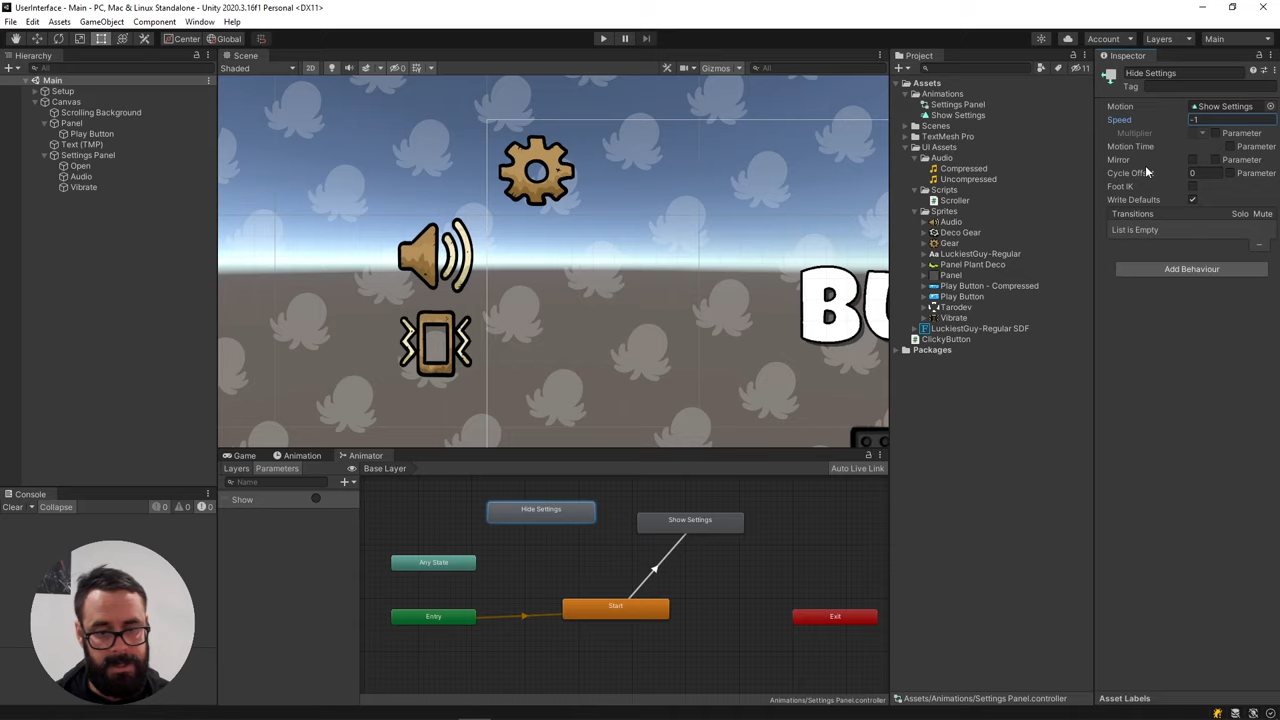 UserInterface - Main - PC, Mac & Linux Standalone - Unity 2020.3.16f1 Personal <DX11>
File Edit Assets GameObject Component Window Help
Center Global Account Layers Main
Hierarchy
All
Main
Setup
Canvas
Scrolling Background
Panel
Play Button
Text (TMP)
Settings Panel
Open
Audio
Vibrate
Console
Clear Collapse 0 0 0
Scene
Shaded 2D 0 Gizmos All
BU
Game Animation Animator
Layers Parameters Base Layer Auto Live Link
Name
Show
Hide Settings
Show Settings
Any State
Start
Entry
Exit
Animations/Settings Panel.controller
Project
11
Assets
Animations
Settings Panel
Show Settings
Scenes
TextMesh Pro
UI Assets
Audio
Compressed
Uncompressed
Scripts
Scroller
Sprites
Audio
Deco Gear
Gear
LuckiestGuy-Regular
Panel Plant Deco
Panel
Play Button - Compressed
Play Button
Tarodev
Vibrate
LuckiestGuy-Regular SDF
ClickyButton
Packages
Assets/Animations/Settings Panel.controller
Inspector
Hide Settings
Tag
Motion Show Settings
Speed -1
Multiplier Parameter
Motion Time Parameter
Mirror Parameter
Cycle Offset 0 Parameter
Foot IK
Write Defaults
Transitions Solo Mute
List is Empty
Add Behaviour
Asset Labels